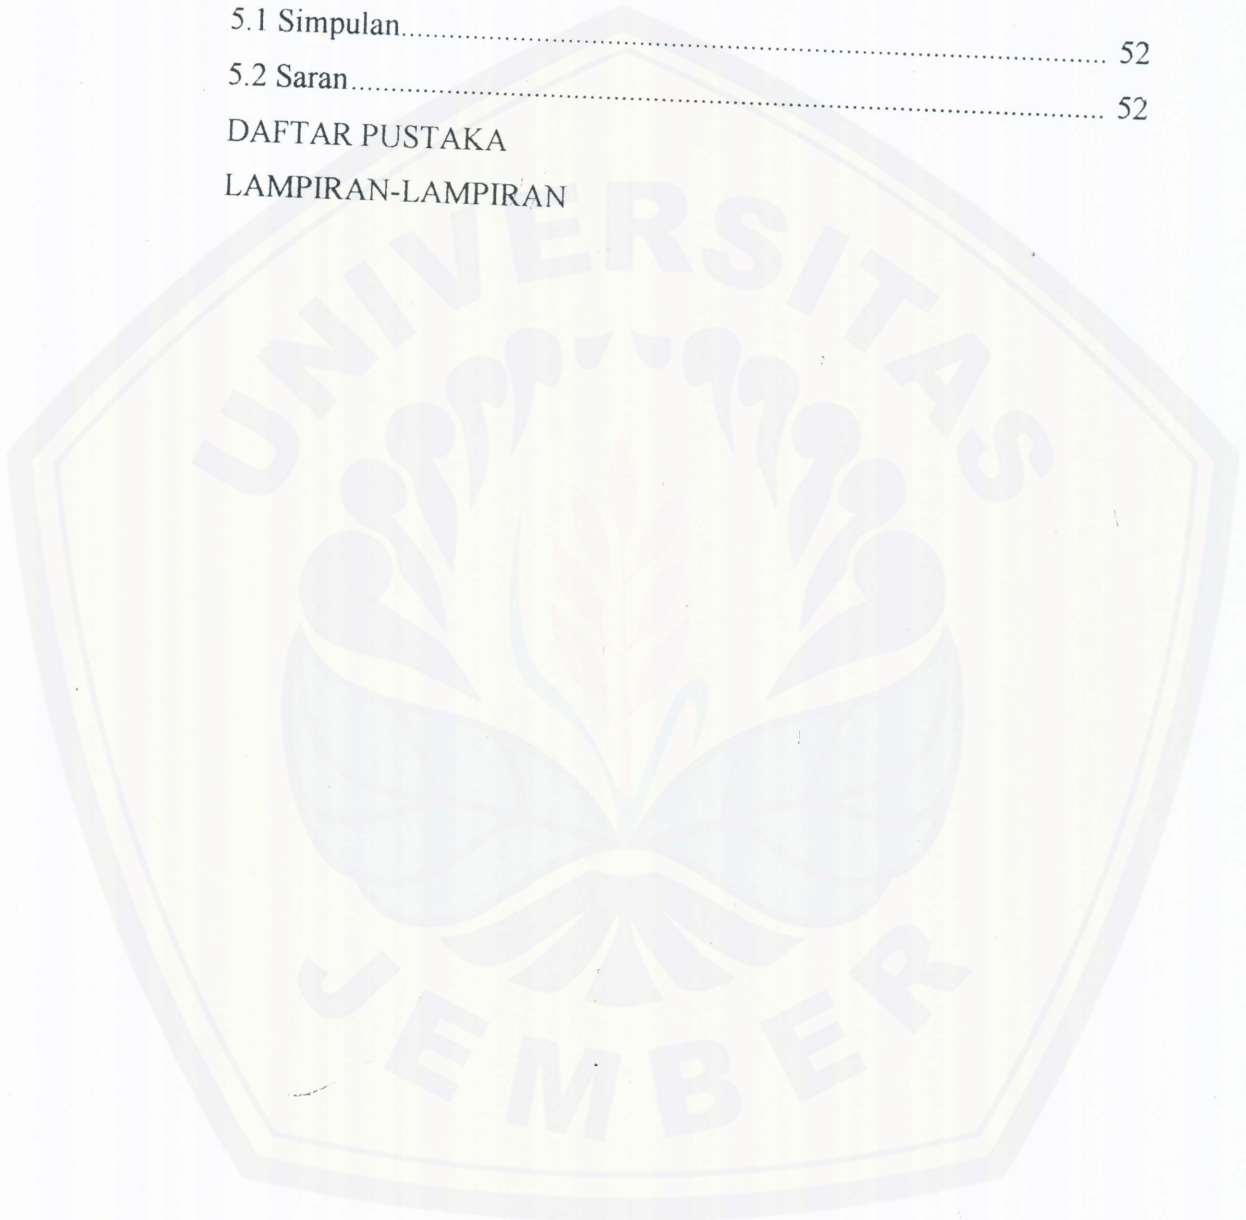 5.1 Simpulan.......................................................................................... 52
5.2 Saran................................................................................................ 52
DAFTAR PUSTAKA
LAMPIRAN-LAMPIRAN
UNIVERSITAS
JEMBER